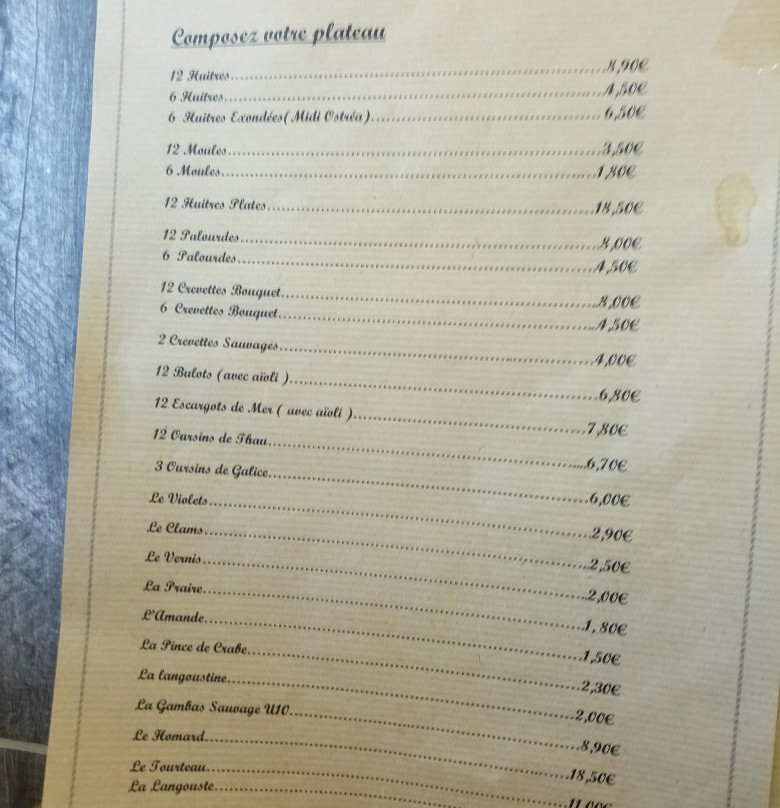 Composez votre plateau
12 Huitres.....8,90€
6 Huitres.....4,50€
6 Huitres Exondées( Midi Ostréa ).....6,50€
12 Moules.....3,50€
6 Moules.....1,80€
12 Huitres Plates.....18,50€
12 Palourdes.....8,00€
6 Palourdes.....4,50€
12 Crevettes Bouquet.....8,00€
6 Crevettes Bouquet.....4,50€
2 Crevettes Sauvages.....4,00€
12 Bulots (avec aïoli ).....6,80€
12 Escargots de Mer ( avec aïoli ).....7,80€
12 Oursins de Thau.....6,70€
3 Oursins de Galice.....6,00€
Le Violets.....2,90€
Le Clams.....2,50€
Le Vernis.....2,00€
La Praire.....1,80€
L'Amande.....1,50€
La Pince de Crabe.....2,30€
La langoustine.....2,00€
La Gambas Sauvage U10.....8,90€
Le Homard.....18,50€
Le Tourteau.....11,00€
La Langouste.....